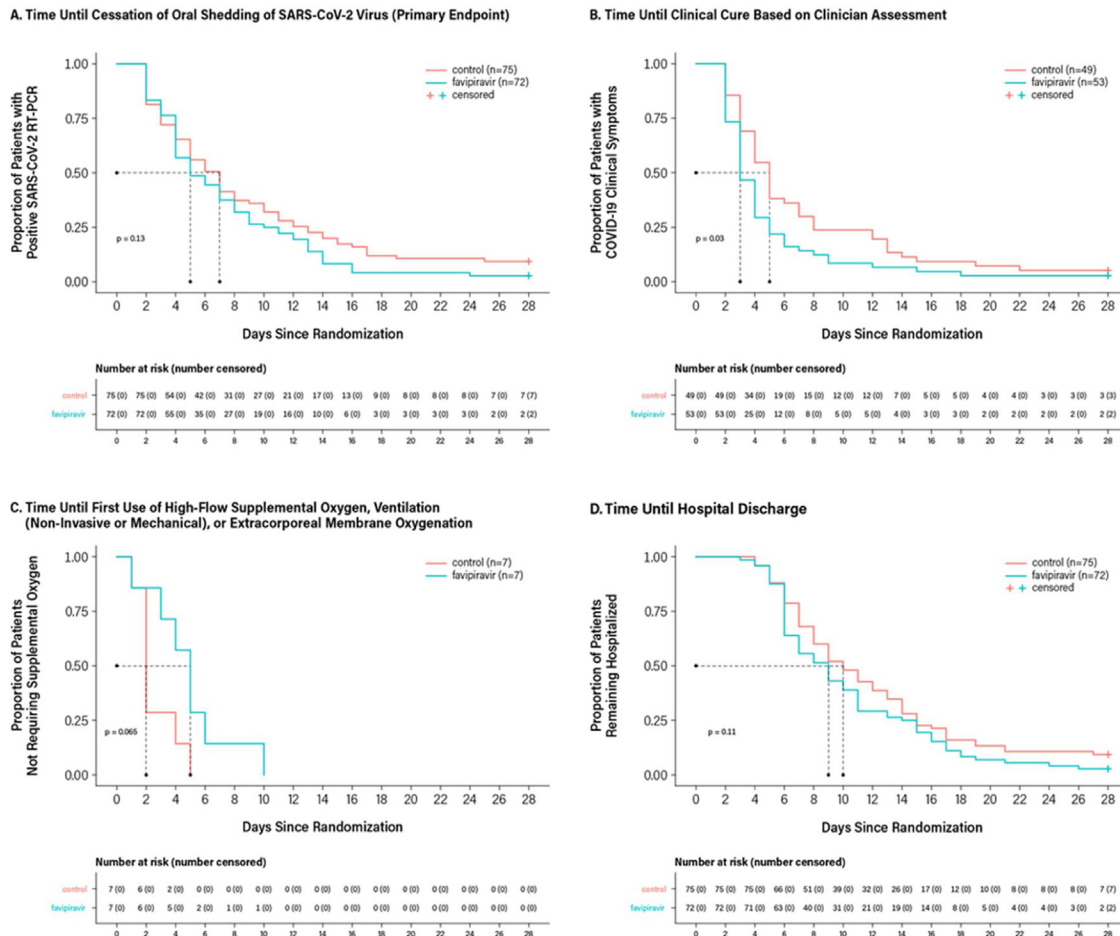 A. Time Until Cessation of Oral Shedding of SARS-CoV-2 Virus (Primary Endpoint)
Proportion of Patients with
Positive SARS-CoV-2 RT-PCR
1.00
0.75
0.50
0.25
0.00
control (n=75)
favipiravir (n=72)
censored
p = 0.13
0 2 4 6 8 10 12 14 16 18 20 22 24 26 28
Days Since Randomization
Number at risk (number censored)
control 75 (0) 75 (0) 54 (0) 42 (0) 31 (0) 27 (0) 21 (0) 17 (0) 13 (0) 9 (0) 8 (0) 8 (0) 8 (0) 7 (0) 7 (7)
favipiravir 72 (0) 72 (0) 55 (0) 35 (0) 27 (0) 19 (0) 16 (0) 10 (0) 6 (0) 3 (0) 3 (0) 3 (0) 3 (0) 2 (0) 2 (2)
0 2 4 6 8 10 12 14 16 18 20 22 24 26 28
B. Time Until Clinical Cure Based on Clinician Assessment
Proportion of Patients with
COVID-19 Clinical Symptoms
1.00
0.75
0.50
0.25
0.00
control (n=49)
favipiravir (n=53)
censored
p = 0.03
0 2 4 6 8 10 12 14 16 18 20 22 24 26 28
Days Since Randomization
Number at risk (number censored)
control 49 (0) 49 (0) 34 (0) 19 (0) 15 (0) 12 (0) 12 (0) 7 (0) 5 (0) 5 (0) 4 (0) 4 (0) 3 (0) 3 (0) 3 (3)
favipiravir 53 (0) 53 (0) 25 (0) 12 (0) 8 (0) 5 (0) 5 (0) 4 (0) 3 (0) 3 (0) 2 (0) 2 (0) 2 (0) 2 (0) 2 (2)
0 2 4 6 8 10 12 14 16 18 20 22 24 26 28
C. Time Until First Use of High-Flow Supplemental Oxygen, Ventilation
(Non-Invasive or Mechanical), or Extracorporeal Membrane Oxygenation
Proportion of Patients
Not Requiring Supplemental Oxygen
1.00
0.75
0.50
0.25
0.00
control (n=7)
favipiravir (n=7)
p = 0.065
0 2 4 6 8 10 12 14 16 18 20 22 24 26 28
Days Since Randomization
Number at risk (number censored)
control 7 (0) 6 (0) 2 (0) 0 (0) 0 (0) 0 (0) 0 (0) 0 (0) 0 (0) 0 (0) 0 (0) 0 (0) 0 (0) 0 (0) 0 (0)
favipiravir 7 (0) 6 (0) 5 (0) 2 (0) 1 (0) 1 (0) 0 (0) 0 (0) 0 (0) 0 (0) 0 (0) 0 (0) 0 (0) 0 (0) 0 (0)
0 2 4 6 8 10 12 14 16 18 20 22 24 26 28
D. Time Until Hospital Discharge
Proportion of Patients
Remaining Hospitalized
1.00
0.75
0.50
0.25
0.00
control (n=75)
favipiravir (n=72)
censored
p = 0.11
0 2 4 6 8 10 12 14 16 18 20 22 24 26 28
Days Since Randomization
Number at risk (number censored)
control 75 (0) 75 (0) 75 (0) 66 (0) 51 (0) 39 (0) 32 (0) 26 (0) 17 (0) 12 (0) 10 (0) 8 (0) 8 (0) 8 (0) 7 (7)
favipiravir 72 (0) 72 (0) 71 (0) 63 (0) 40 (0) 31 (0) 21 (0) 19 (0) 14 (0) 8 (0) 5 (0) 4 (0) 4 (0) 3 (0) 2 (2)
0 2 4 6 8 10 12 14 16 18 20 22 24 26 28